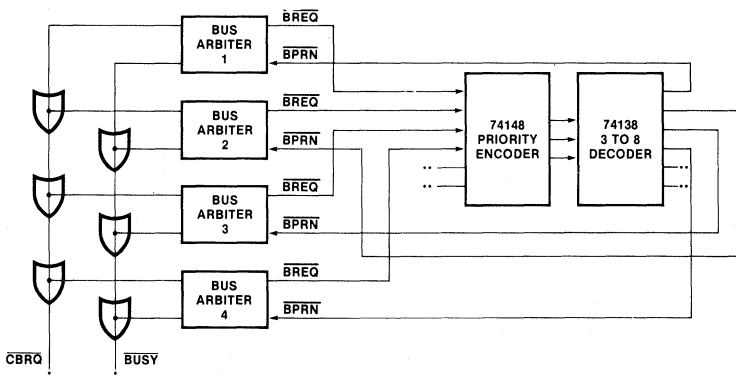 BUS
ARBITER
1
BREQ
BPRN
BUS
ARBITER
2
BREQ
BPRN
BUS
ARBITER
3
BREQ
BPRN
BUS
ARBITER
4
BREQ
BPRN
74148
PRIORITY
ENCODER
74138
3 TO 8
DECODER
CBRQ
BUSY